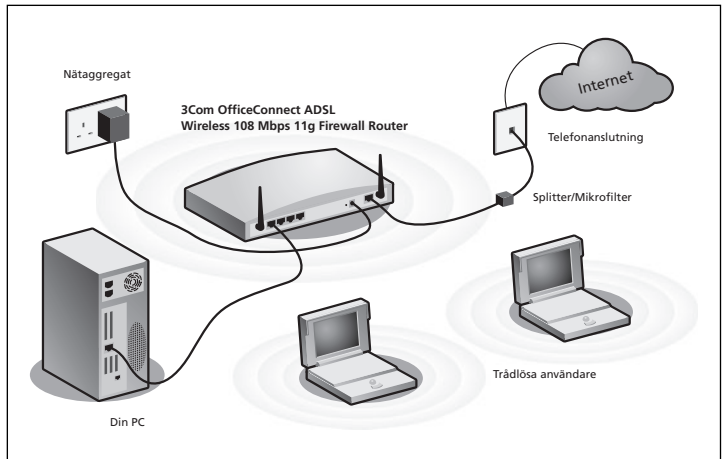 Nätaggregat
Internet
3Com OfficeConnect ADSL
Wireless 108 Mbps 11g Firewall Router
Telefonanslutning
Splitter/Mikrofilter
Trådlösa användare
Din PC